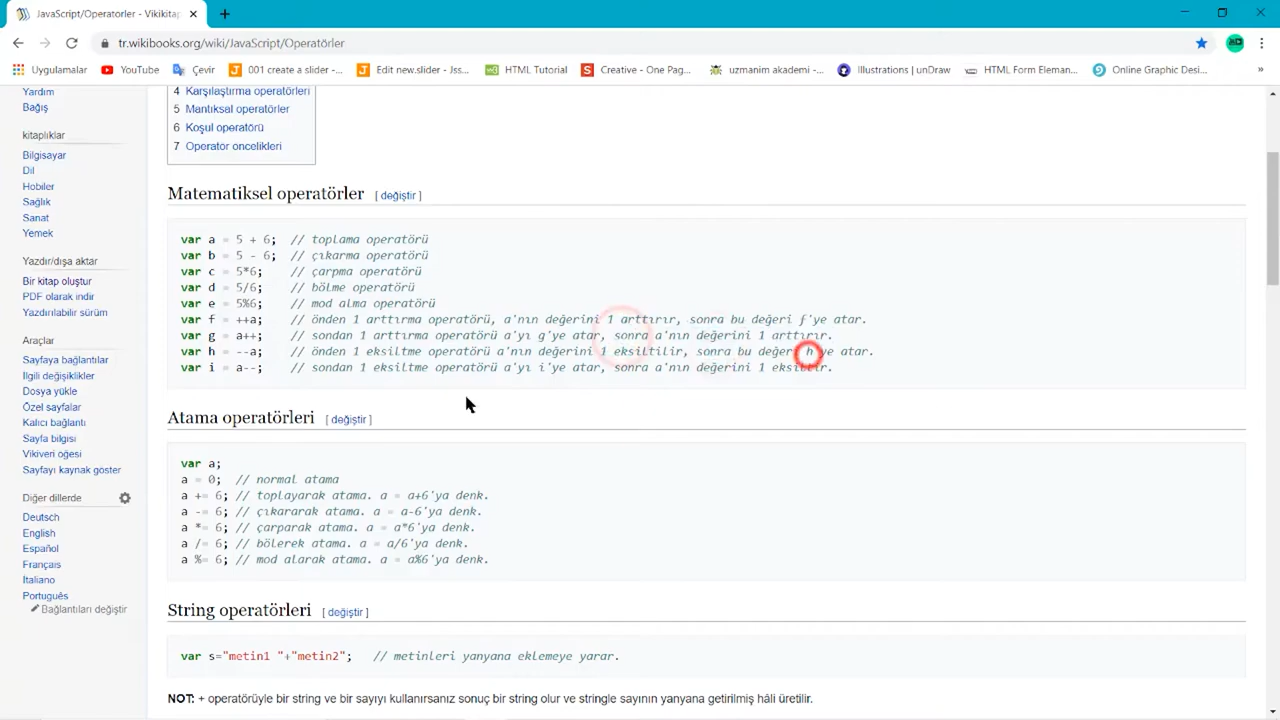 JavaScript/Operatorler - Vikikita
tr.wikibooks.org/wiki/JavaScript/Operatörler
Uygulamalar YouTube Çevir 001 create a slider -... Edit new.slider - Jss... HTML Tutorial Creative - One Pag... uzmanim akademi -... Illustrations | unDraw HTML Form Eleman... Online Graphic Desi... »
Yardım
Bağış
kitaplıklar
Bilgisayar
Dil
Hobiler
Sağlık
Sanat
Yemek
Yazdır/dışa aktar
Bir kitap oluştur
PDF olarak indir
Yazdırılabilir sürüm
Araçlar
Sayfaya bağlantılar
İlgili değişiklikler
Dosya yükle
Özel sayfalar
Kalıcı bağlantı
Sayfa bilgisi
Vikiveri öğesi
Sayfayı kaynak göster
Diğer dillerde
Deutsch
English
Español
Français
Italiano
Português
Bağlantıları değiştir
4 Karşılaştırma operatörleri
5 Mantıksal operatörler
6 Koşul operatörü
7 Operator oncelikleri
Matematiksel operatörler [ değiştir ]
var a = 5 + 6; // toplama operatörü
var b = 5 - 6; // çıkarma operatörü
var c = 5*6; // çarpma operatörü
var d = 5/6; // bölme operatörü
var e = 5%6; // mod alma operatörü
var f = ++a; // önden 1 arttırma operatörü, a'nın değerini 1 arttırır, sonra bu değeri f'ye atar.
var g = a++; // sondan 1 arttırma operatörü a'yı g'ye atar, sonra a'nın değerini 1 arttırır.
var h = --a; // önden 1 eksiltme operatörü a'nın değerini 1 eksiltilir, sonra bu değeri h'ye atar.
var i = a--; // sondan 1 eksiltme operatörü a'yı i'ye atar, sonra a'nın değerini 1 eksiltir.
Atama operatörleri [ değiştir ]
var a;
a = 0; // normal atama
a += 6; // toplayarak atama. a = a+6'ya denk.
a -= 6; // çıkararak atama. a = a-6'ya denk.
a *= 6; // çarparak atama. a = a*6'ya denk.
a /= 6; // bölerek atama. a = a/6'ya denk.
a %= 6; // mod alarak atama. a = a%6'ya denk.
String operatörleri [ değiştir ]
var s="metin1 "+"metin2"; // metinleri yanyana eklemeye yarar.
NOT: + operatörüyle bir string ve bir sayıyı kullanırsanız sonuç bir string olur ve stringle sayının yanyana getirilmiş hâli üretilir.